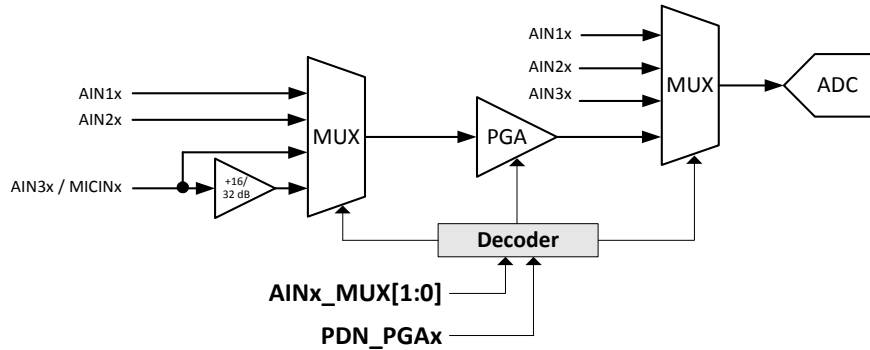 AIN1x
AIN2x
AIN3x
MUX
ADC
AIN1x
AIN2x
MUX
PGA
AIN3x / MICINx
+16/
32 dB
Decoder
AINx_MUX[1:0]
PDN_PGAx